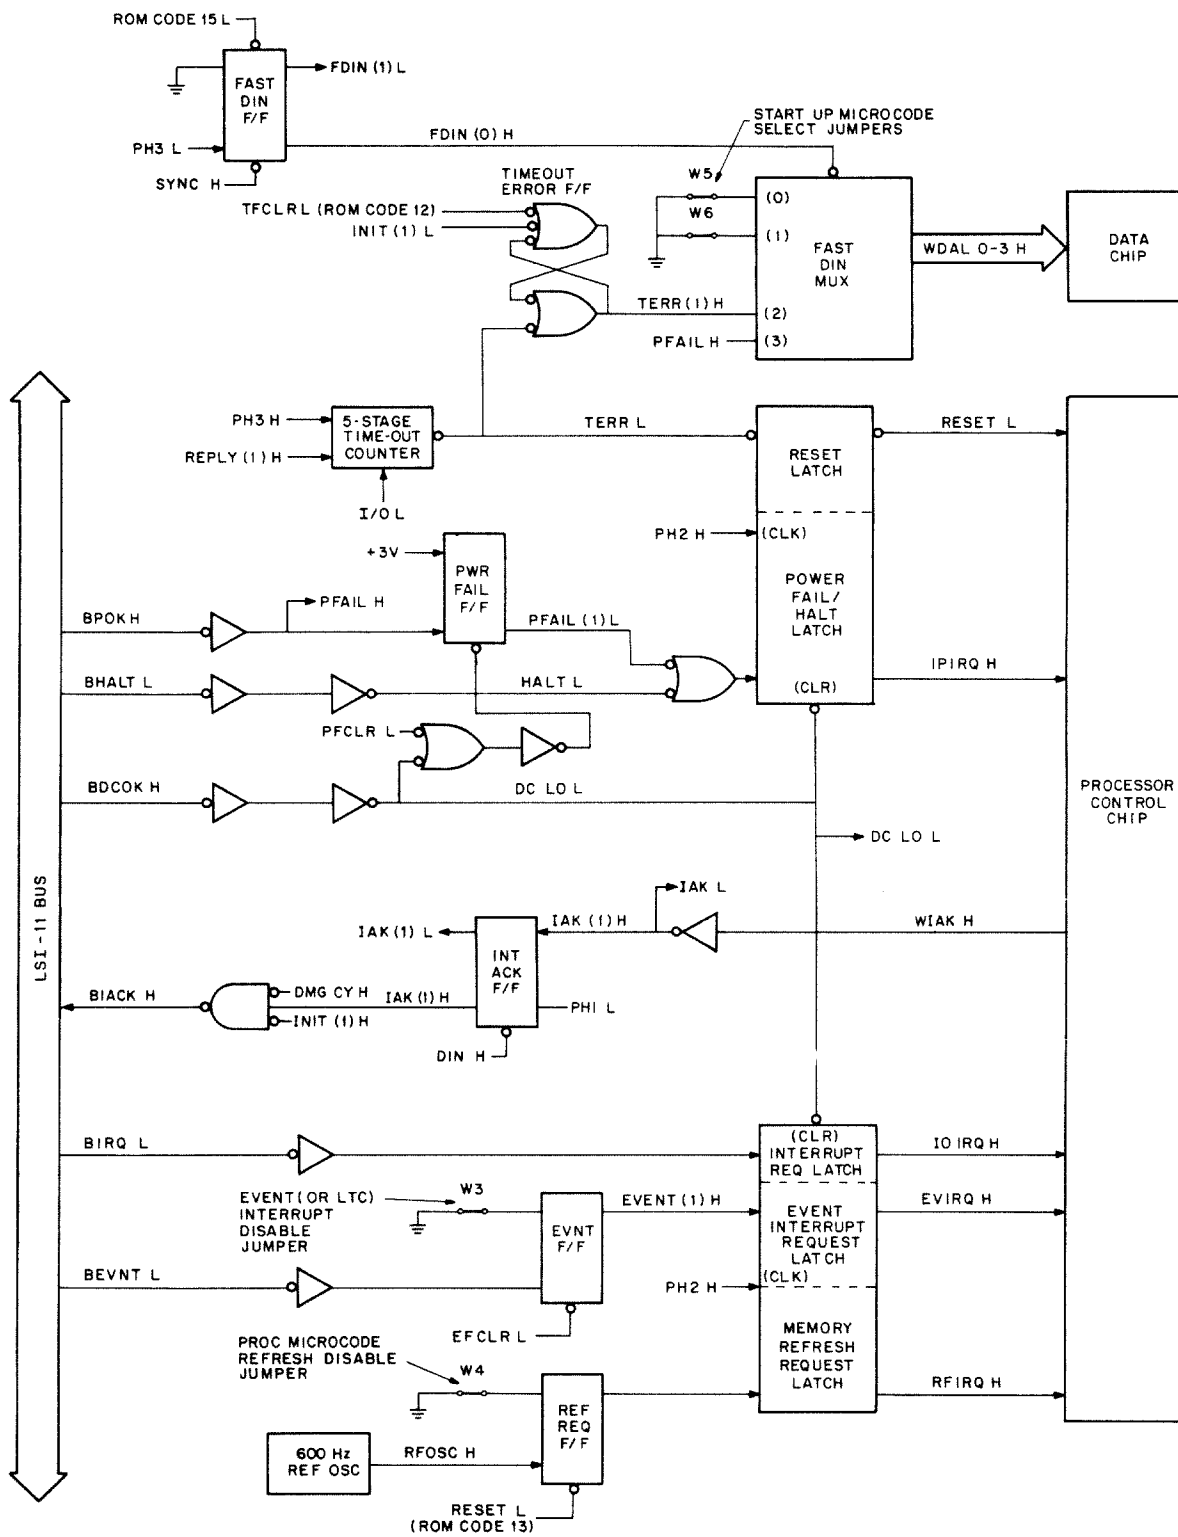 ROM CODE 15 L
FAST
DIN
F/F
FDIN (1) L
PH3 L
SYNC H
FDIN (0) H
START UP MICROCODE
SELECT JUMPERS
TIMEOUT
ERROR F/F
TFCLR L (ROM CODE 12)
INIT (1) L
W5
W6
(0)
(1)
(2)
(3)
FAST
DIN
MUX
WDAL 0-3 H
DATA
CHIP
TERR (1) H
PFAIL H
PH3 H
REPLY (1) H
5-STAGE
TIME-OUT
COUNTER
I/O L
TERR L
RESET
LATCH
RESET L
PH2 H
(CLK)
POWER
FAIL/
HALT
LATCH
(CLR)
+3V
PWR
FAIL
F/F
BPOK H
PFAIL H
PFAIL (1) L
BHALT L
HALT L
IPIRQ H
PFCLR L
BDCOK H
DC LO L
DC LO L
PROCESSOR
CONTROL
CHIP
LSI-11 BUS
IAK L
IAK (1) L
INT
ACK
F/F
IAK (1) H
WIAK H
BIACK H
DMG CY H
INIT (1) H
IAK (1) H
PH1 L
DIN H
BIRQ L
(CLR)
INTERRUPT
REQ LATCH
IOIRQ H
EVENT (OR LTC)
INTERRUPT
DISABLE
JUMPER
W3
EVNT
F/F
EVENT (1) H
EVENT
INTERRUPT
REQUEST
LATCH
(CLK)
EVIRQ H
BEVNT L
PH2 H
EFCLR L
PROC MICROCODE
REFRESH DISABLE
JUMPER
W4
REF
REQ
F/F
MEMORY
REFRESH
REQUEST
LATCH
RFIRQ H
600 Hz
REF OSC
RFOSC H
RESET L
(ROM CODE 13)